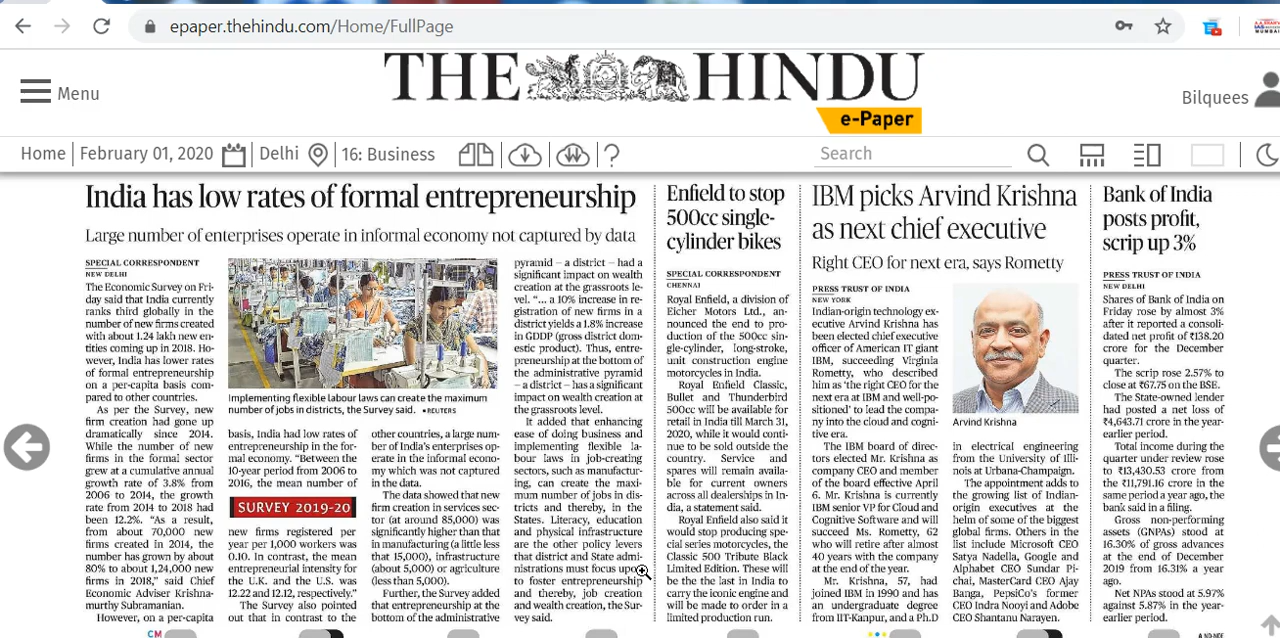 epaper.thehindu.com/Home/FullPage
Menu
THE HINDU
e-Paper
Bilquees
Home
February 01, 2020
Delhi
16: Business
?
Search
India has low rates of formal entrepreneurship
Large number of enterprises operate in informal economy not captured by data
SPECIAL CORRESPONDENT
NEW DELHI
The Economic Survey on Fri-
day said that India currently
ranks third globally in the
number of new firms created
with about 1.24 lakh new en-
tities coming up in 2018. Ho-
wever, India has lower rates
of formal entrepreneurship
on a per-capita basis com-
pared to other countries.
As per the Survey, new
firm creation had gone up
dramatically since 2014.
While the number of new
firms in the formal sector
grew at a cumulative annual
growth rate of 3.8% from
2006 to 2014, the growth
rate from 2014 to 2018 had
been 12.2%. “As a result,
from about 70,000 new
firms created in 2014, the
number has grown by about
80% to about 1,24,000 new
firms in 2018,” said Chief
Economic Adviser Krishna-
murthy Subramanian.
However, on a per-capita
Implementing flexible labour laws can create the maximum
number of jobs in districts, the Survey said. ▪REUTERS
basis, India had low rates of
entrepreneurship in the for-
mal economy. “Between the
10-year period from 2006 to
2016, the mean number of
SURVEY 2019-20
new firms registered per
year per 1,000 workers was
0.10. In contrast, the mean
entrepreneurial intensity for
the U.K. and the U.S. was
12.22 and 12.12, respectively.”
The Survey also pointed
out that in contrast to the
other countries, a large num-
ber of India's enterprises op-
erate in the informal econo-
my which was not captured
in the data.
The data showed that new
firm creation in services sec-
tor (at around 85,000) was
significantly higher than that
in manufacturing (a little less
that 15,000), infrastructure
(about 5,000) or agriculture
(less than 5,000).
Further, the Survey added
that entrepreneurship at the
bottom of the administrative
pyramid – a district – had a
significant impact on wealth
creation at the grassroots le-
vel. “... a 10% increase in re-
gistration of new firms in a
district yields a 1.8% increase
in GDDP (gross district dom-
estic product). Thus, entre-
preneurship at the bottom of
the administrative pyramid
– a district – has a significant
impact on wealth creation at
the grassroots level.
It added that enhancing
ease of doing business and
implementing flexible la-
bour laws in job-creating
sectors, such as manufactur-
ing, can create the maxi-
mum number of jobs in dis-
tricts and thereby, in the
States. Literacy, education
and physical infrastructure
are the other policy levers
that district and State admi-
nistrations must focus upon
to foster entrepreneurship
and thereby, job creation
and wealth creation, the Sur-
vey said.
Enfield to stop
500cc single-
cylinder bikes
SPECIAL CORRESPONDENT
CHENNAI
Royal Enfield, a division of
Eicher Motors Ltd., an-
nounced the end to pro-
duction of the 500cc sin-
gle-cylinder, long-stroke,
unit construction engine
motorcycles in India.
Royal Enfield Classic,
Bullet and Thunderbird
500cc will be available for
retail in India till March 31,
2020, while it would conti-
nue to be sold outside the
country. Service and
spares will remain availa-
ble for current owners
across all dealerships in In-
dia, a statement said.
Royal Enfield also said it
would stop producing spe-
cial series motorcycles, the
Classic 500 Tribute Black
Limited Edition. These will
be the the last in India to
carry the iconic engine and
will be made to order in a
limited production run.
IBM picks Arvind Krishna
as next chief executive
Right CEO for next era, says Rometty
PRESS TRUST OF INDIA
NEW YORK
Indian-origin technology ex-
ecutive Arvind Krishna has
been elected chief executive
officer of American IT giant
IBM, succeeding Virginia
Rometty, who described
him as ‘the right CEO for the
next era at IBM and well-po-
sitioned’ to lead the compa-
ny into the cloud and cogni-
tive era.
The IBM board of direc-
tors elected Mr. Krishna as
company CEO and member
of the board effective April
6. Mr. Krishna is currently
IBM senior VP for Cloud and
Cognitive Software and will
succeed Ms. Rometty, 62
who will retire after almost
40 years with the company
at the end of the year.
Mr. Krishna, 57, had
joined IBM in 1990 and has
an undergraduate degree
from IIT-Kanpur, and a Ph.D
Arvind Krishna
in electrical engineering
from the University of Illi-
nois at Urbana-Champaign.
The appointment adds to
the growing list of Indian-
origin executives at the
helm of some of the biggest
global firms. Others in the
list include Microsoft CEO
Satya Nadella, Google and
Alphabet CEO Sundar Pi-
chai, MasterCard CEO Ajay
Banga, PepsiCo's former
CEO Indra Nooyi and Adobe
CEO Shantanu Narayen.
Bank of India
posts profit,
scrip up 3%
PRESS TRUST OF INDIA
NEW DELHI
Shares of Bank of India on
Friday rose by almost 3%
after it reported a consoli-
dated net profit of ₹138.20
crore for the December
quarter.
The scrip rose 2.57% to
close at ₹67.75 on the BSE.
The State-owned lender
had posted a net loss of
₹4,643.71 crore in the year-
earlier period.
Total income during the
quarter under review rose
to ₹13,430.53 crore from
the ₹11,791.16 crore in the
same period a year ago, the
bank said in a filing.
Gross non-performing
assets (GNPAs) stood at
16.30% of gross advances
at the end of December
2019 from 16.31% a year
ago.
Net NPAs stood at 5.97%
against 5.87% in the year-
earlier period.
CM